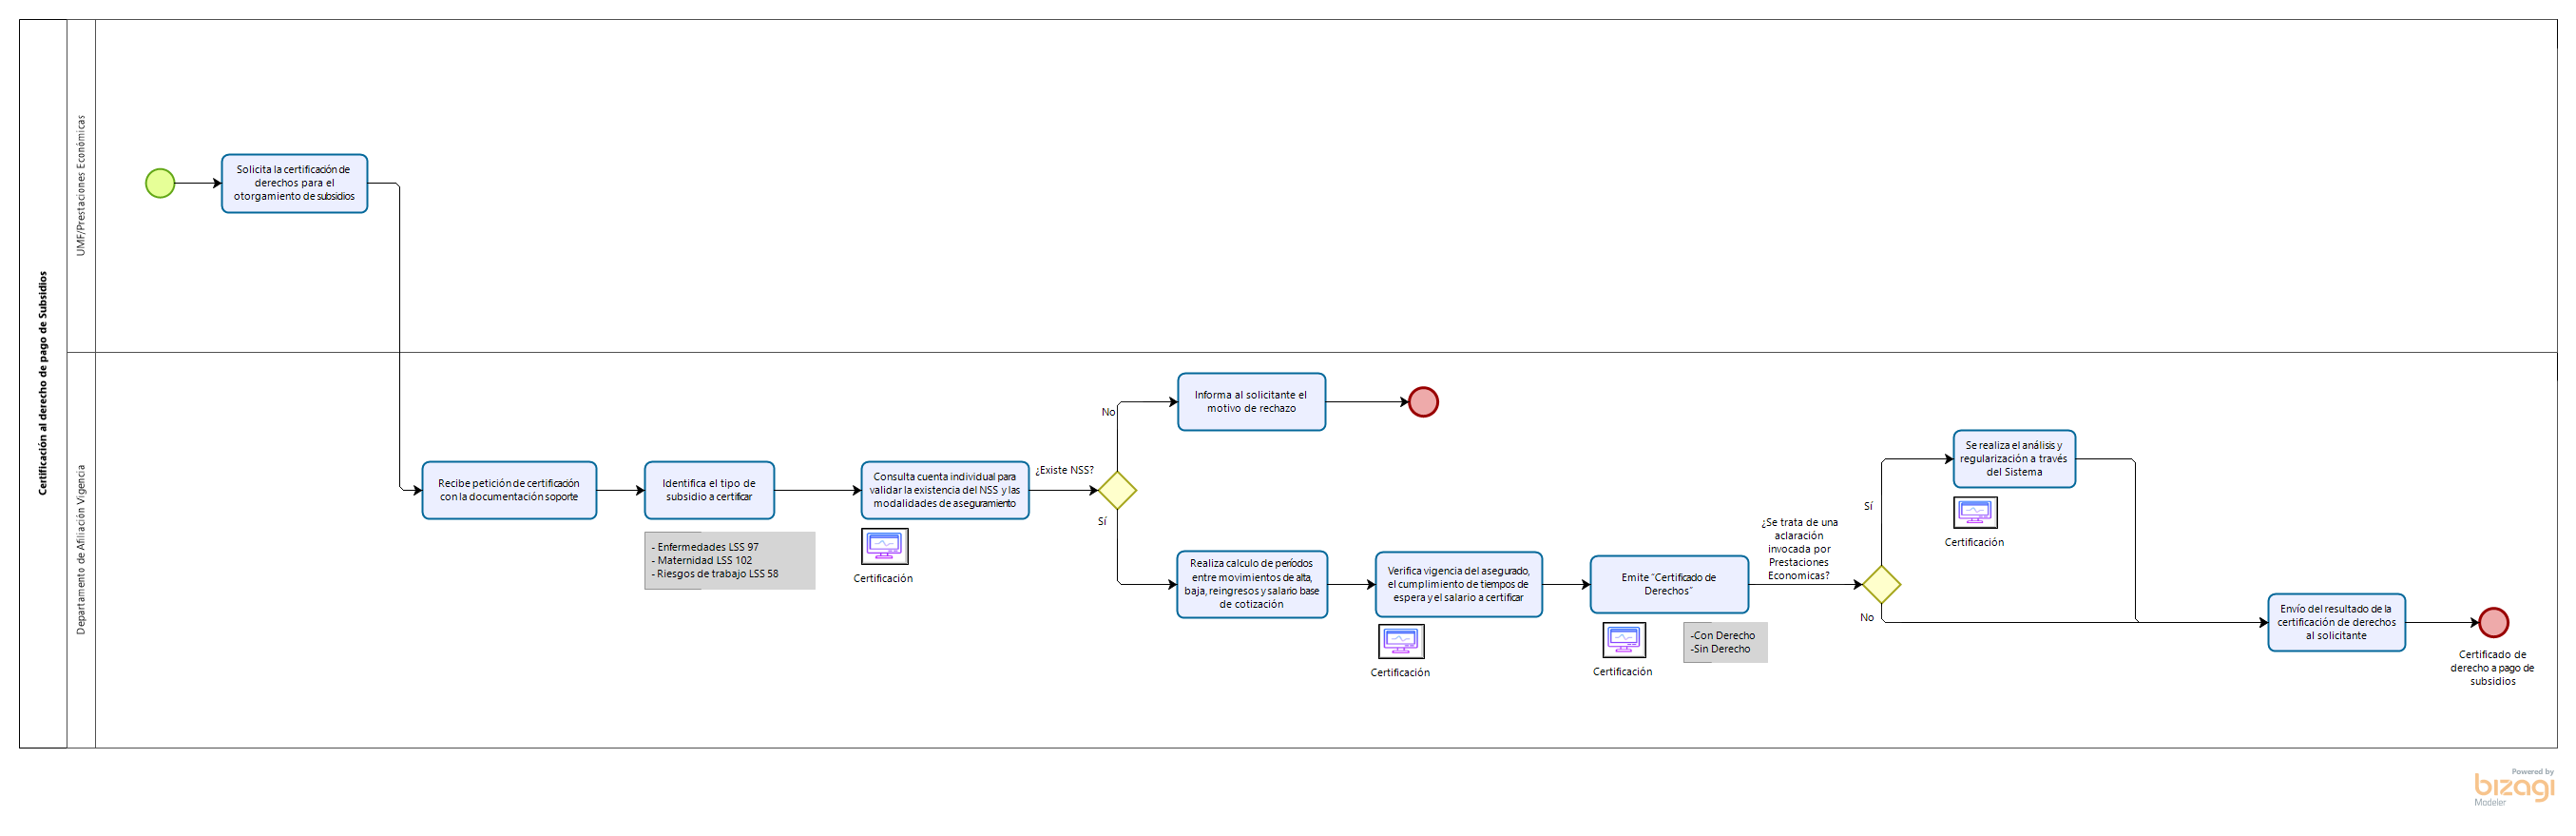 Certificación al derecho de pago de Subsidios
UMF/Prestaciones Económicas
Solicita la certificación de
derechos para el
otorgamiento de subsidios
Departamento de Afiliación Vigencia
Recibe petición de certificación
con la documentación soporte
Identifica el tipo de
subsidio a certificar
- Enfermedades LSS 97
- Maternidad LSS 102
- Riesgos de trabajo LSS 58
Consulta cuenta individual para
validar la existencia del NSS y las
modalidades de aseguramiento
Certificación
¿Existe NSS?
No
Informa al solicitante el
motivo de rechazo
Sí
Realiza calculo de períodos
entre movimientos de alta,
baja, reingresos y salario base
de cotización
Verifica vigencia del asegurado,
el cumplimiento de tiempos de
espera y el salario a certificar
Certificación
Emite "Certificado de
Derechos"
Certificación
-Con Derecho
-Sin Derecho
¿Se trata de una
aclaración
invocada por
Prestaciones
Economicas?
Sí
Se realiza el análisis y
regularización a través
del Sistema
Certificación
No
Envío del resultado de la
certificación de derechos
al solicitante
Certificado de
derecho a pago de
subsidios
Powered by
bizagi
Modeler